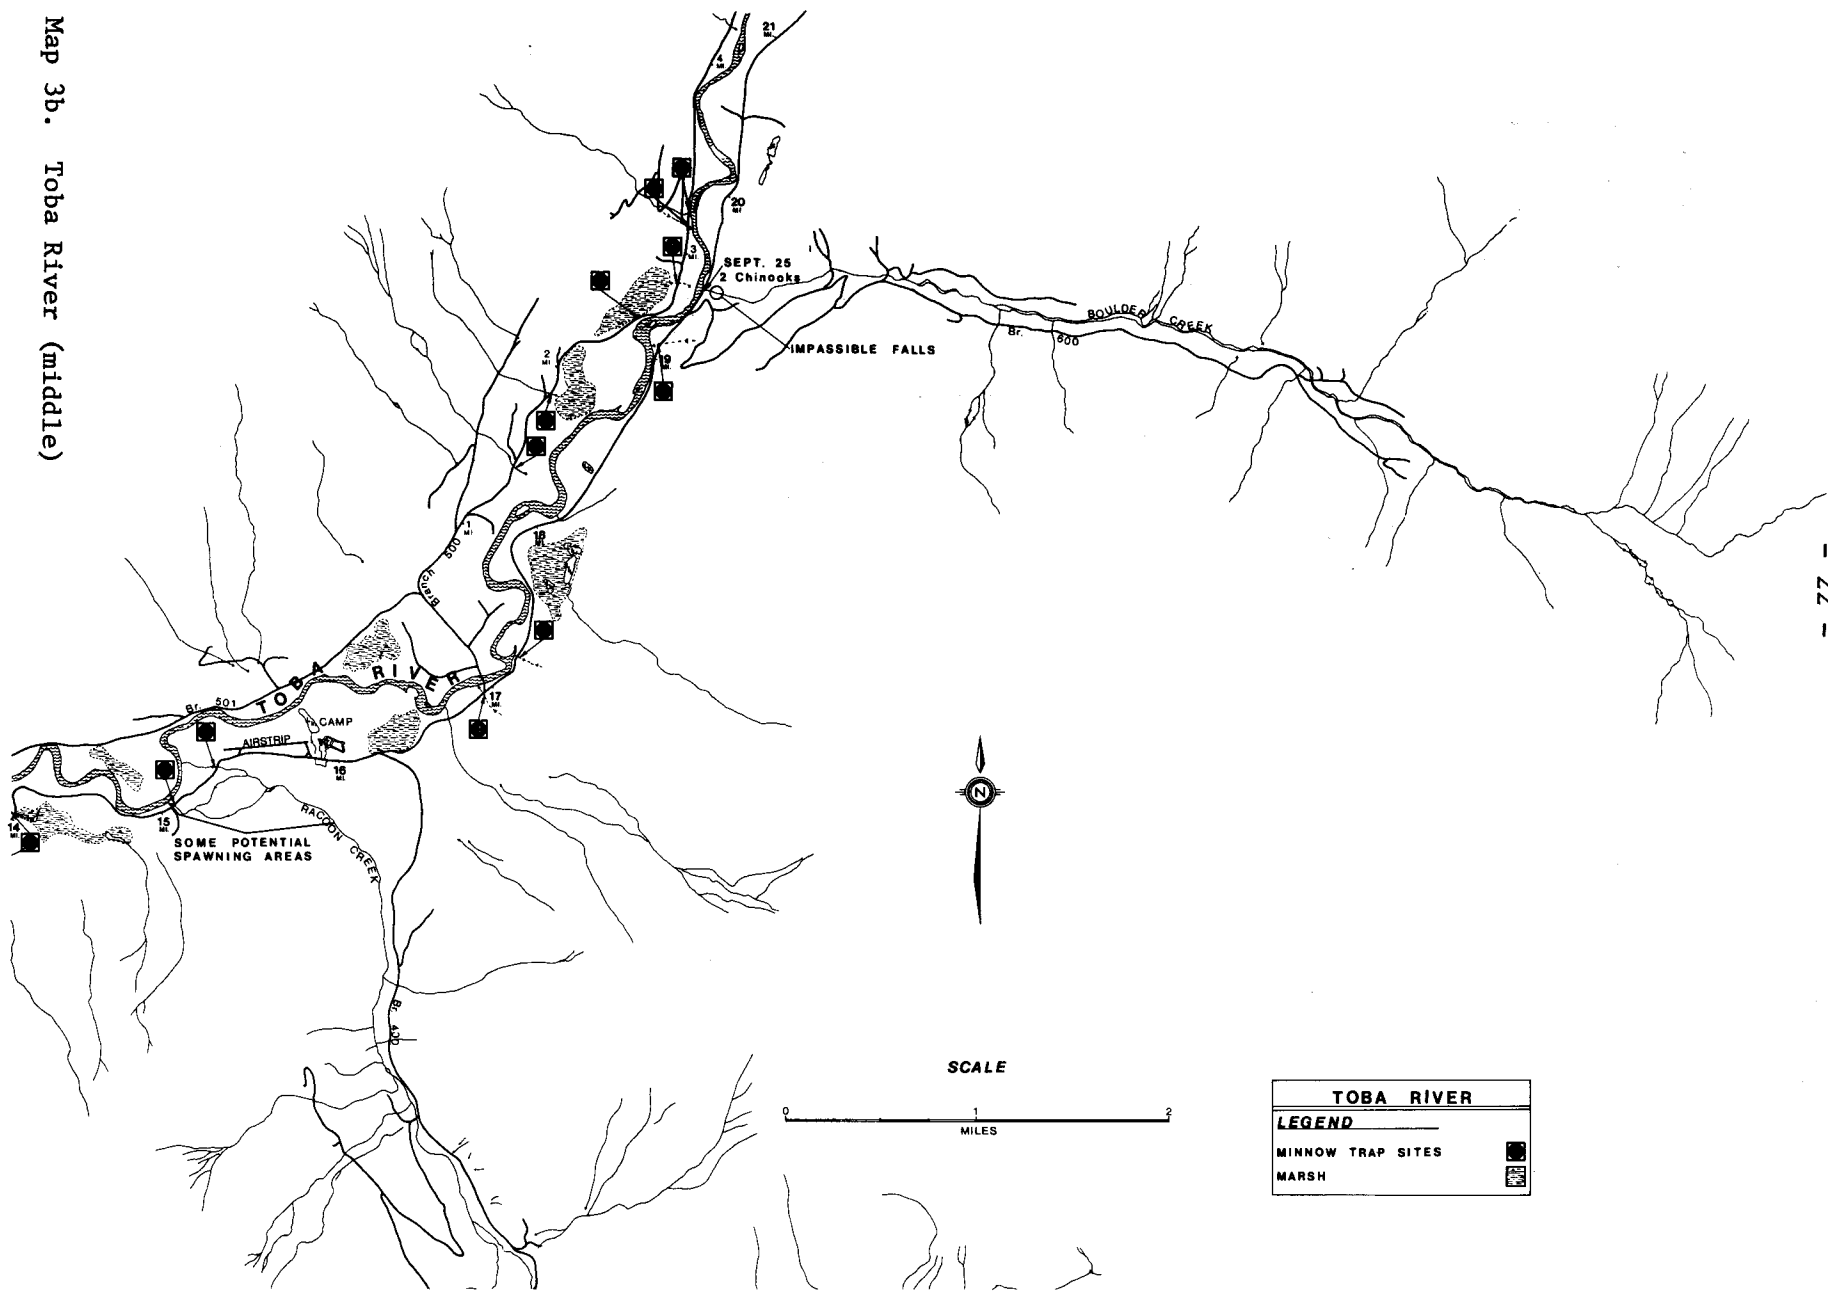 Map 3b. Toba River (middle)
- 22 -
21
MI.
4
MI.
20
MI.
3
MI.
SEPT. 25
2 Chinooks
IMPASSIBLE FALLS
BOULDER CREEK
Br. 600
2
MI.
19
MI.
1
MI.
18
MI.
Branch 500
TOBA RIVER
17
MI.
Br. 501
CAMP
AIRSTRIP
16
MI.
14
MI.
15
MI.
RACOON CREEK
SOME POTENTIAL
SPAWNING AREAS
Br. 400
N
SCALE
0 1 2
MILES
TOBA RIVER
LEGEND
MINNOW TRAP SITES
MARSH